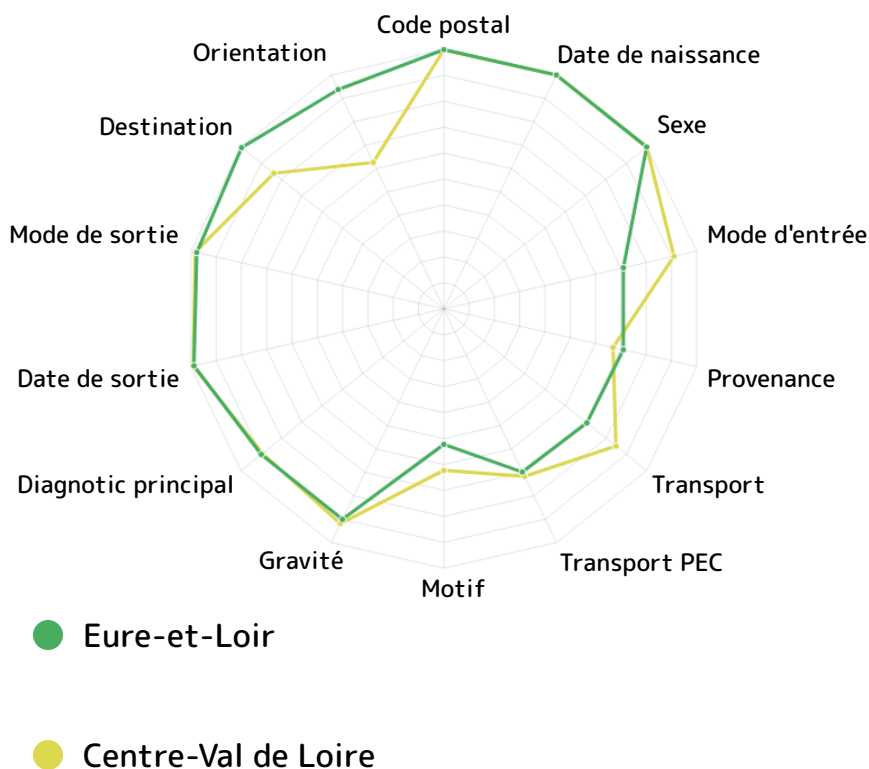 Code postal
Orientation
Date de naissance
Destination
Sexe
Mode de sortie
Mode d'entrée
Date de sortie
Provenance
Diagnotic principal
Transport
Gravité
Transport PEC
Motif
Eure-et-Loir
Centre-Val de Loire